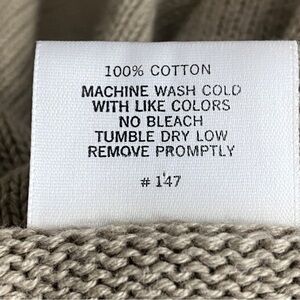 100% COTTON
MACHINE WASH COLD
WITH LIKE COLORS
NO BLEACH
TUMBLE DRY LOW
REMOVE PROMPTLY
# 147